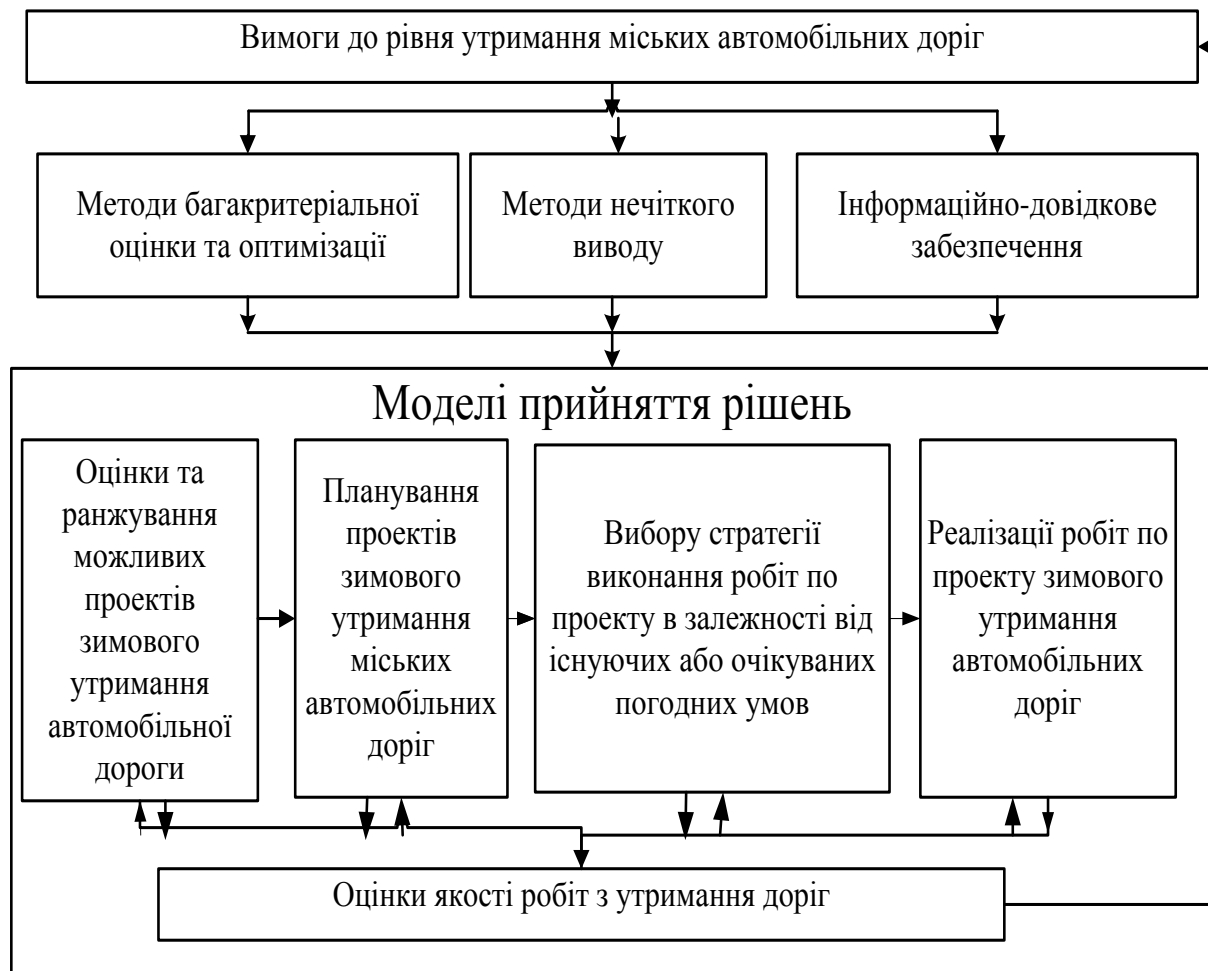 Вимоги до рівня утримання міських автомобільних доріг
Методи багакритеріальної
оцінки та оптимізації
Методи нечіткого
виводу
Інформаційно-довідкове
забезпечення
Моделі прийняття рішень
Оцінки та
ранжування
можливих
проектів
зимового
утримання
автомобільної
дороги
Планування
проектів
зимового
утримання
міських
автомобільних
доріг
Вибору стратегії
виконання робіт по
проекту в залежності від
існуючих або очікуваних
погодних умов
Реалізації робіт по
проекту зимового
утримання
автомобільних
доріг
Оцінки якості робіт з утримання доріг